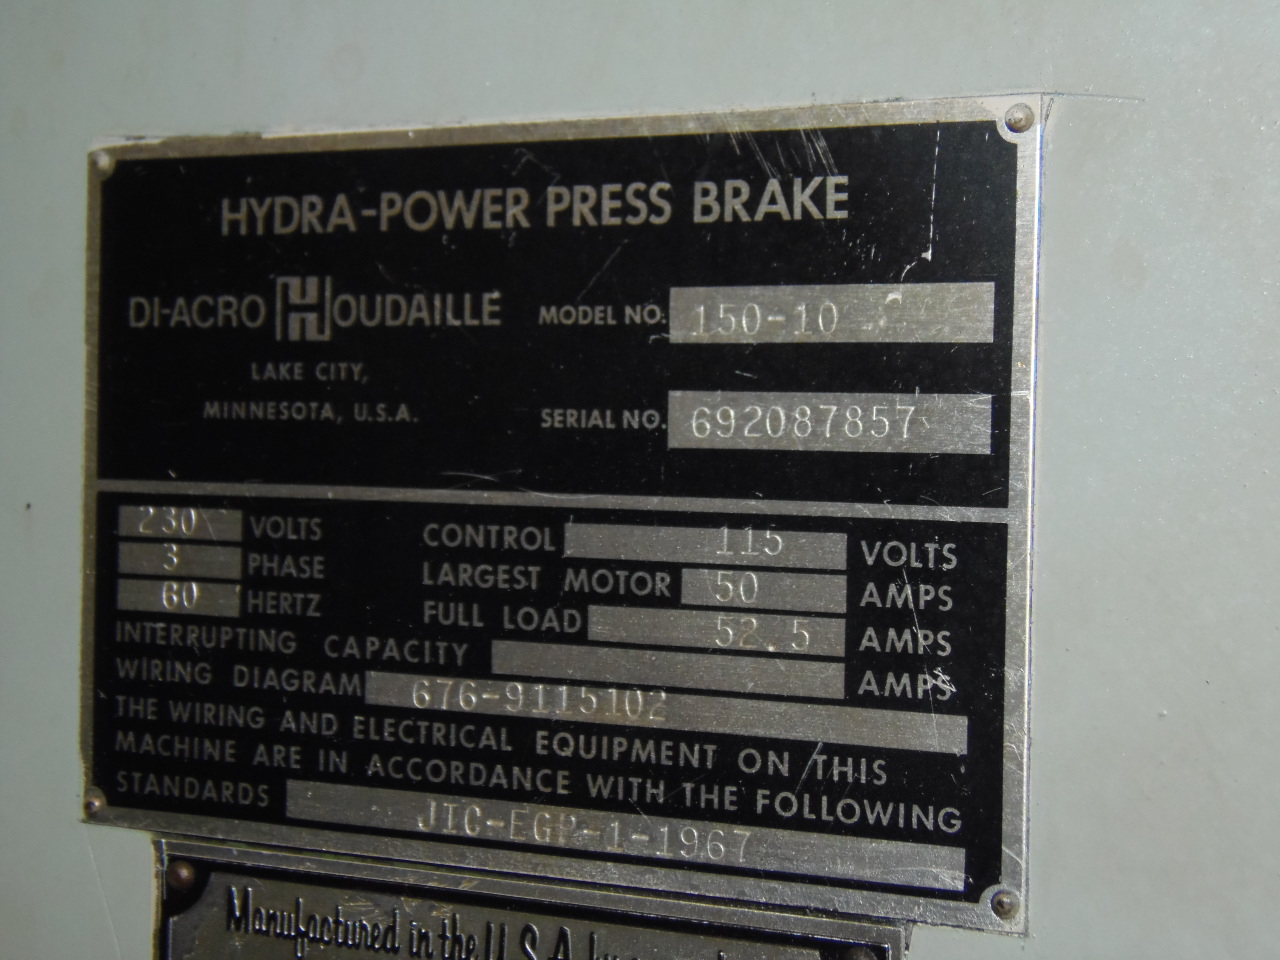 HYDRA-POWER PRESS BRAKE
DI-ACRO HOUDAILLE
LAKE CITY,
MINNESOTA, U.S.A.
MODEL NO. 150-10
SERIAL NO. 692087857
230 VOLTS
3 PHASE
60 HERTZ
CONTROL 115 VOLTS
LARGEST MOTOR 50 AMPS
FULL LOAD 52.5 AMPS
INTERRUPTING CAPACITY AMPS
WIRING DIAGRAM 676-9115102
THE WIRING AND ELECTRICAL EQUIPMENT ON THIS
MACHINE ARE IN ACCORDANCE WITH THE FOLLOWING
STANDARDS JIC-EGP-1-1967
Manufactured in the U.S.A.